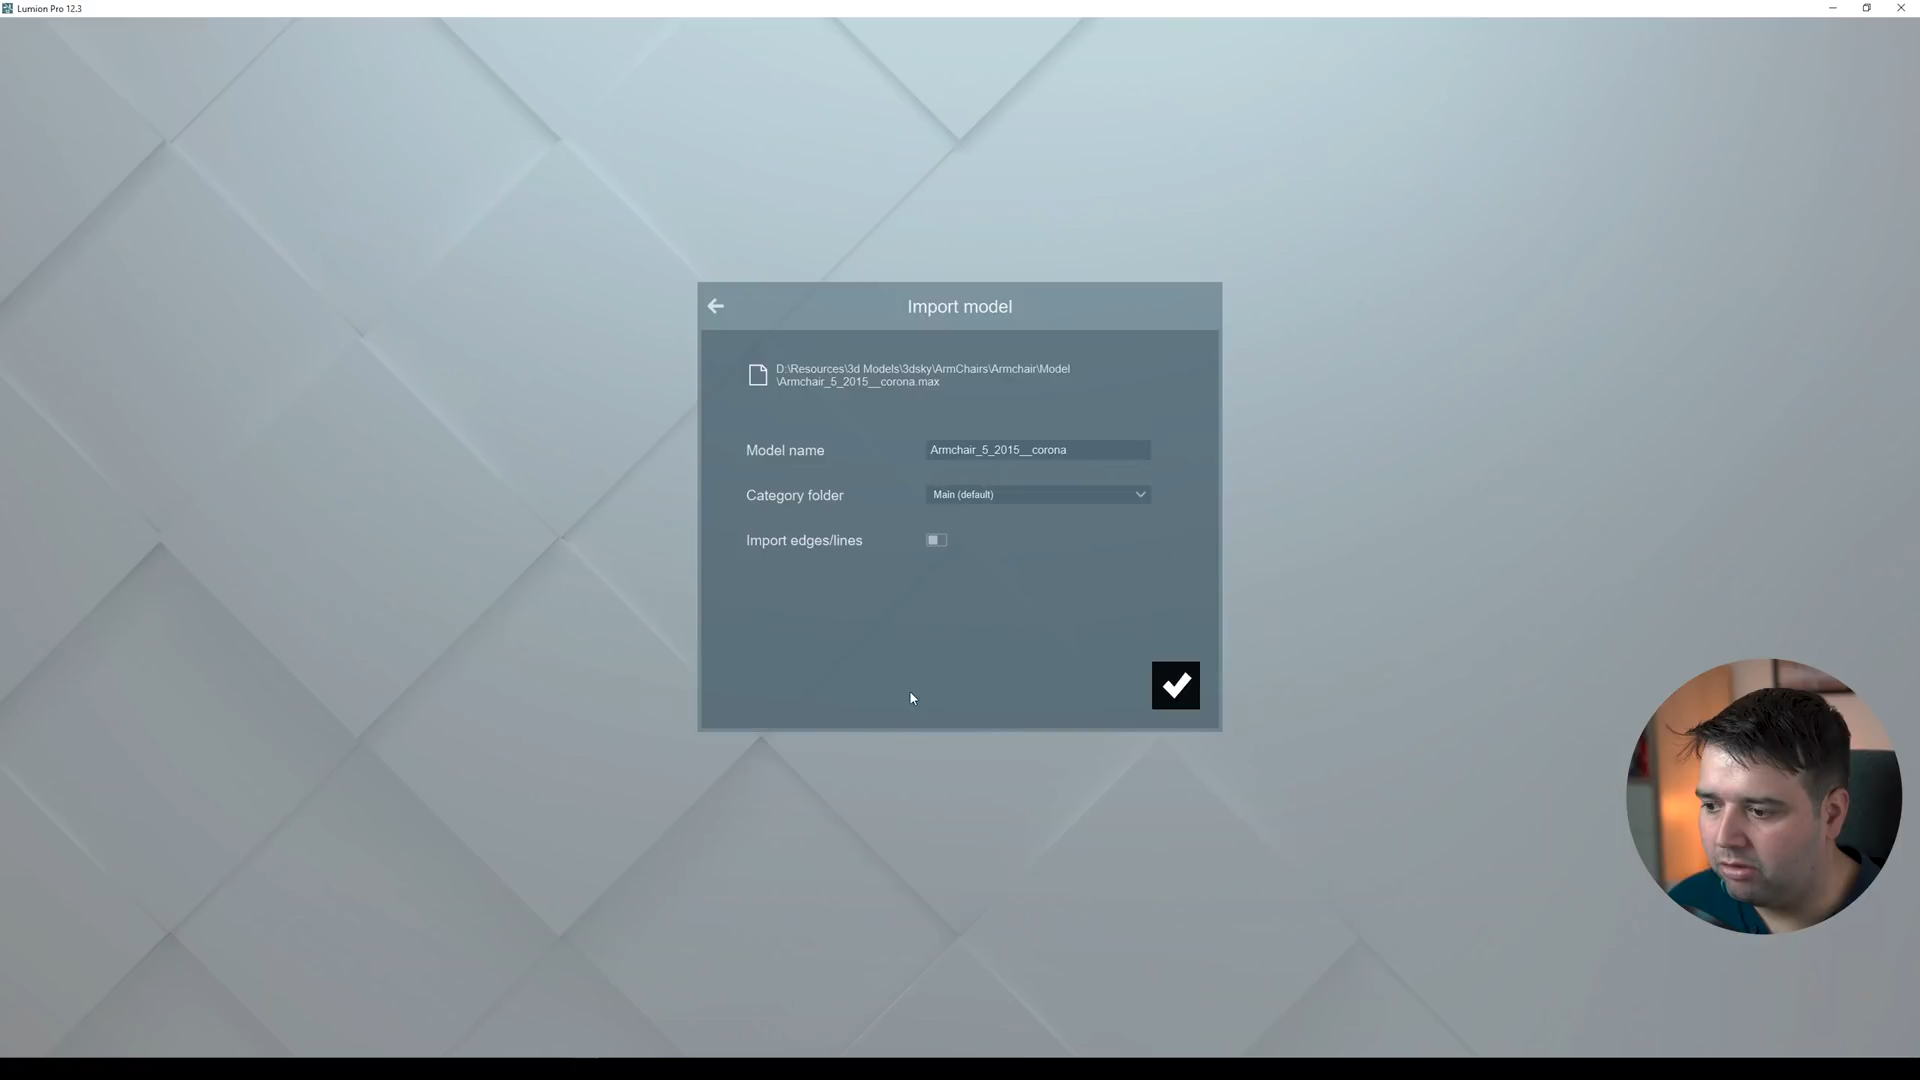 Lumion Pro 12.3
Import model
D:\Resources\3d Models\3dsky\ArmChairs\Armchair\Model
\Armchair_5_2015__corona.max
Model name
Armchair_5_2015__corona
Category folder
Main (default)
Import edges/lines